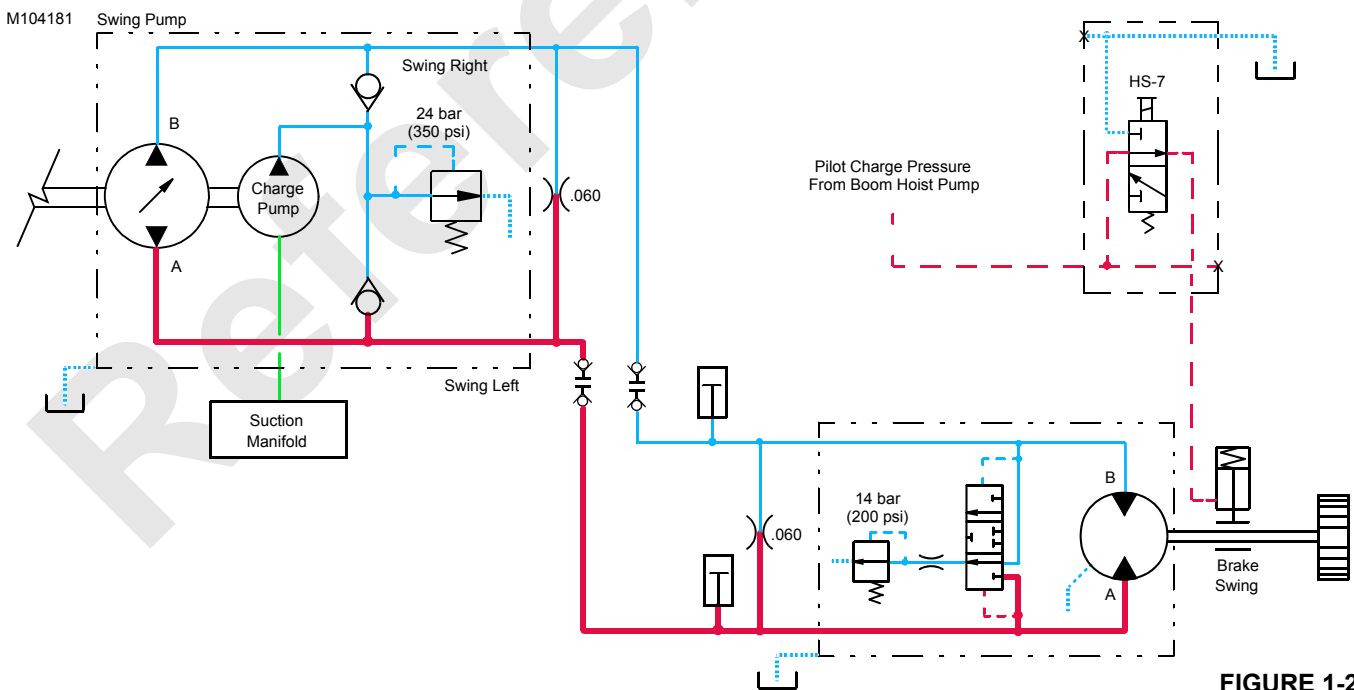 M104181
Swing Pump
Swing Right
HS-7
24 bar
(350 psi)
B
Charge
Pump
.060
Pilot Charge Pressure
From Boom Hoist Pump
A
X
X
Swing Left
Suction
Manifold
14 bar
(200 psi)
B
.060
A
Brake
Swing
FIGURE 1-2
Refere